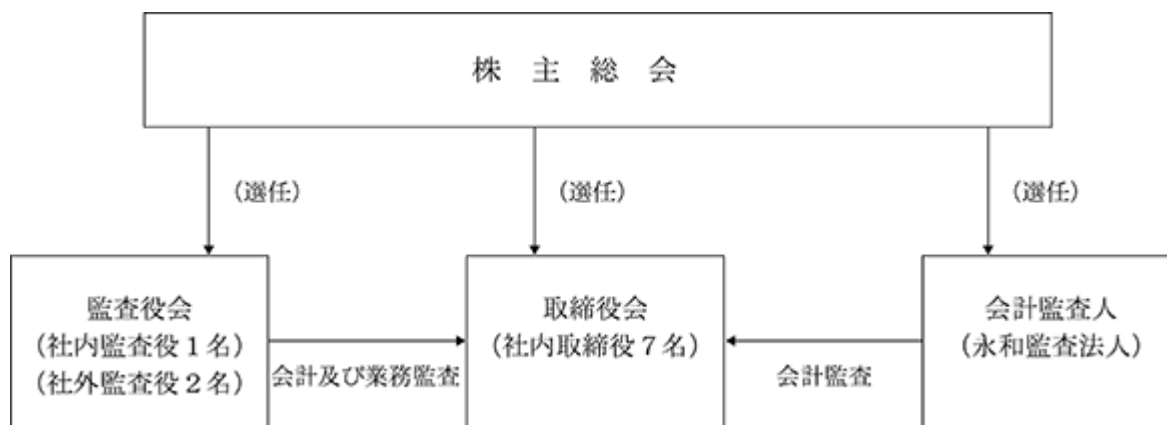 株 主 総 会
(選任)
(選任)
(選任)
監査役会
(社内監査役1名)
(社外監査役2名)
会計及び業務監査
取締役会
(社内取締役7名)
会計監査
会計監査人
(永和監査法人)